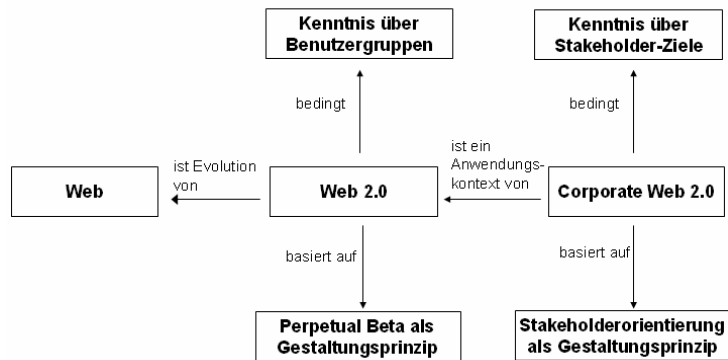 Kenntnis über
Benutzergruppen
Kenntnis über
Stakeholder-Ziele
bedingt
bedingt
ist Evolution
von
ist ein
Anwendungs-
kontext von
Web
Web 2.0
Corporate Web 2.0
basiert auf
basiert auf
Perpetual Beta als
Gestaltungsprinzip
Stakeholderorientierung
als Gestaltungsprinzip